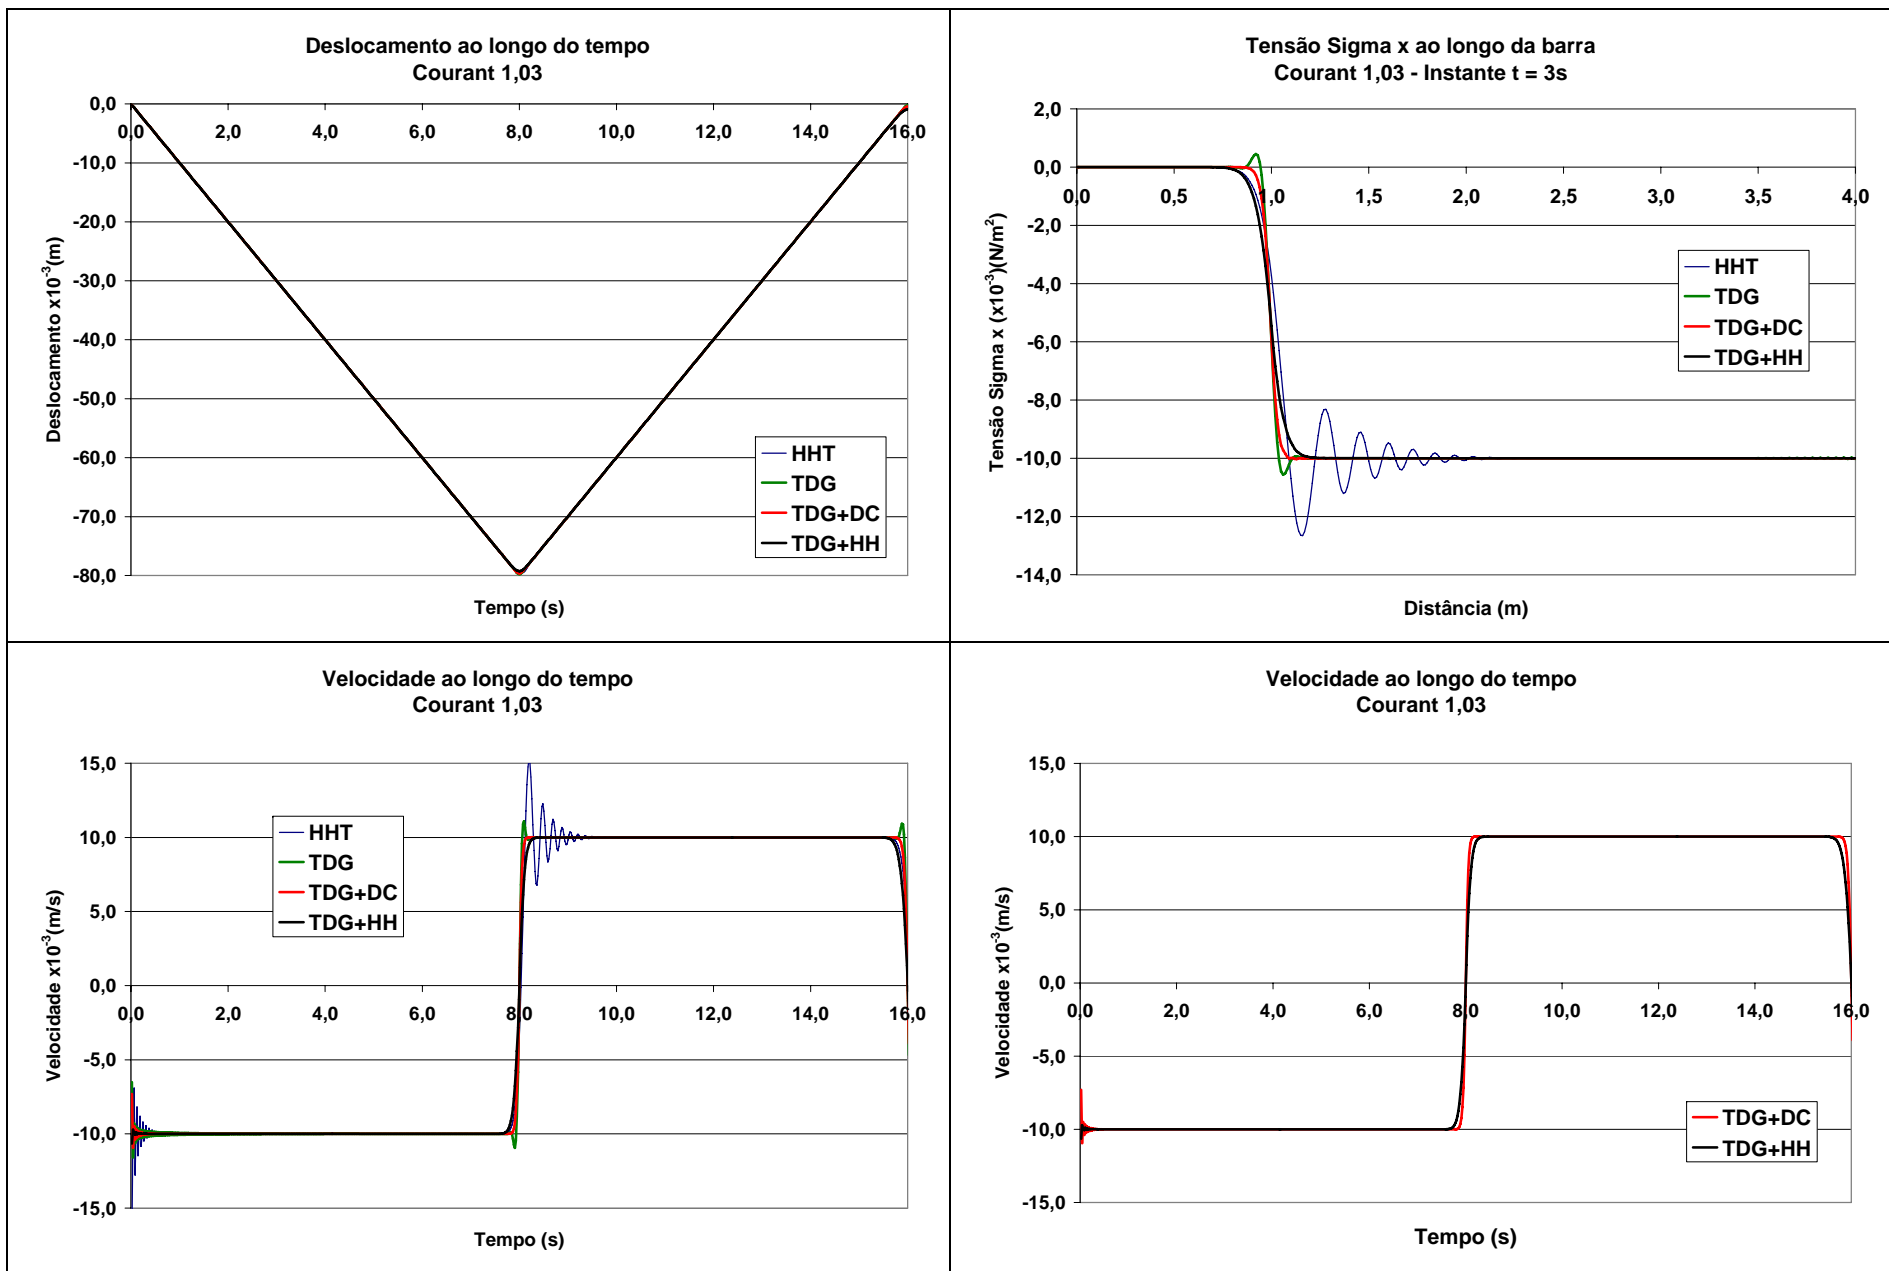 Deslocamento ao longo do tempo
Courant 1,03
0,0
-10,0
-20,0
-30,0
-40,0
-50,0
-60,0
-70,0
-80,0
0,0 2,0 4,0 6,0 8,0 10,0 12,0 14,0 16,0
Deslocamento x10⁻³(m)
Tempo (s)
HHT
TDG
TDG+DC
TDG+HH
Tensão Sigma x ao longo da barra
Courant 1,03 - Instante t = 3s
2,0
0,0
-2,0
-4,0
-6,0
-8,0
-10,0
-12,0
-14,0
0,0 0,5 1,0 1,5 2,0 2,5 3,0 3,5 4,0
Tensão Sigma x (x10⁻³)(N/m²)
Distância (m)
HHT
TDG
TDG+DC
TDG+HH
Velocidade ao longo do tempo
Courant 1,03
15,0
10,0
5,0
0,0
-5,0
-10,0
-15,0
0,0 2,0 4,0 6,0 8,0 10,0 12,0 14,0 16,0
Velocidade x10⁻³(m/s)
Tempo (s)
HHT
TDG
TDG+DC
TDG+HH
Velocidade ao longo do tempo
Courant 1,03
15,0
10,0
5,0
0,0
-5,0
-10,0
-15,0
0,0 2,0 4,0 6,0 8,0 10,0 12,0 14,0 16,0
Velocidade x10⁻³(m/s)
Tempo (s)
TDG+DC
TDG+HH